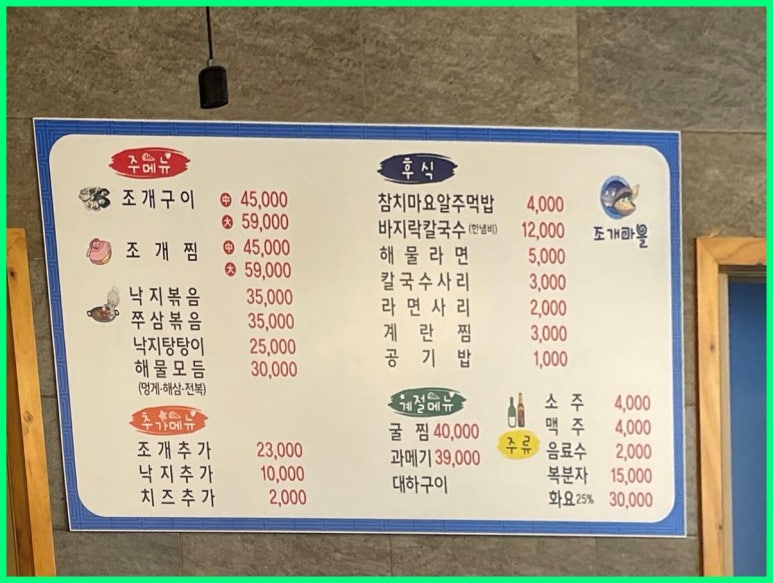 주메뉴
조개구이 中 45,000
大 59,000
조개찜 中 45,000
大 59,000
낙지볶음 35,000
쭈삼볶음 35,000
낙지탕탕이 25,000
해물모듬 30,000
(멍게·해삼·전복)
추가메뉴
조개추가 23,000
낙지추가 10,000
치즈추가 2,000
후식
참치마요알주먹밥 4,000
바지락칼국수 (한냄비) 12,000
해물라면 5,000
칼국수사리 3,000
라면사리 2,000
계란찜 3,000
공기밥 1,000
조개마을
계절메뉴
굴찜 40,000
과메기 39,000
대하구이
주류
소주 4,000
맥주 4,000
음료수 2,000
복분자 15,000
화요25% 30,000